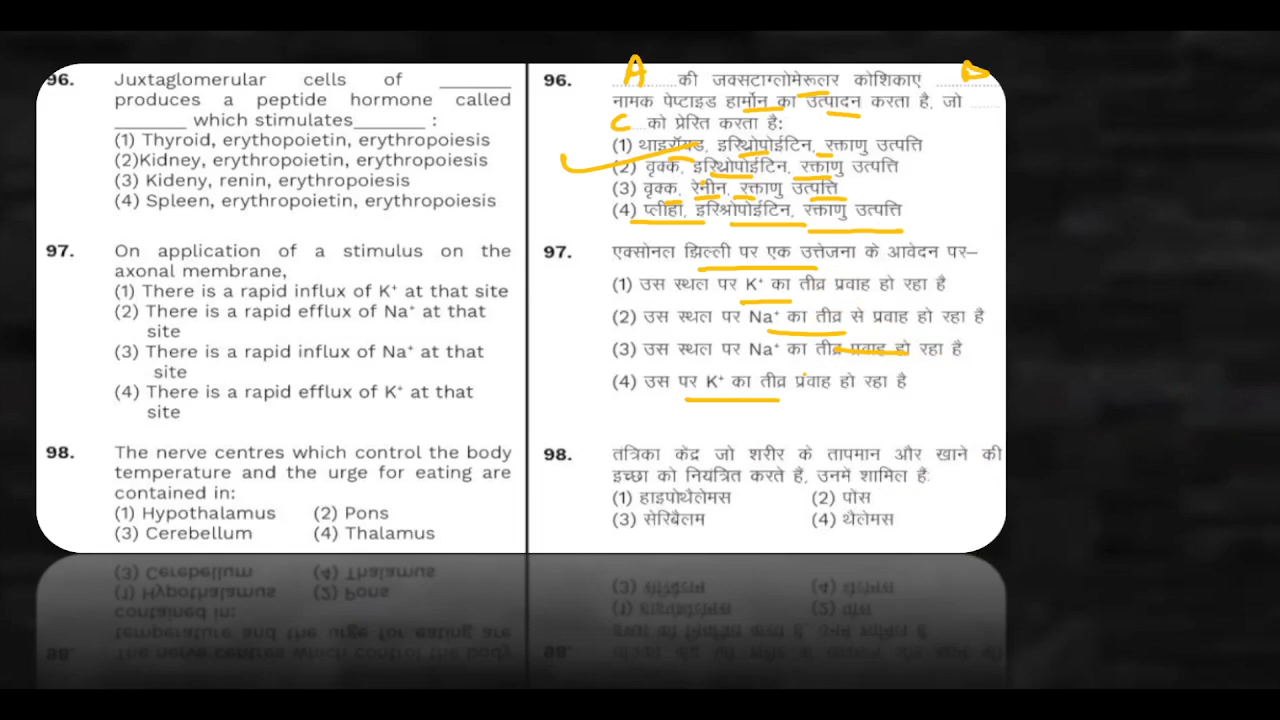 96. Juxtaglomerular cells of _______
produces a peptide hormone called
_______ which stimulates_______ :
(1) Thyroid, erythopoietin, erythropoiesis
(2)Kidney, erythropoietin, erythropoiesis
(3) Kideny, renin, erythropoiesis
(4) Spleen, erythropoietin, erythropoiesis
97. On application of a stimulus on the
axonal membrane,
(1) There is a rapid influx of K⁺ at that site
(2) There is a rapid efflux of Na⁺ at that
site
(3) There is a rapid influx of Na⁺ at that
site
(4) There is a rapid efflux of K⁺ at that
site
98. The nerve centres which control the body
temperature and the urge for eating are
contained in:
(1) Hypothalamus (2) Pons
(3) Cerebellum (4) Thalamus
96. A ..........की जक्सटाग्लोमेरूलर कोशिकाए ..........
नामक पेप्टाइड हार्मोन का उत्पादन करता है, जो ......
C ....को प्रेरित करता है:
(1) थाइरॉयड, इरिथ्रोपोईटिन, रक्ताणु उत्पत्ति
(2) वृक्क, इरिथ्रोपोईटिन, रक्ताणु उत्पत्ति
(3) वृक्क, रेनीन, रक्ताणु उत्पत्ति
(4) प्लीहा, इरिश्रोपोईटिन, रक्ताणु उत्पत्ति
97. एक्सोनल झिल्ली पर एक उत्तेजना के आवेदन पर–
(1) उस स्थल पर K⁺ का तीव्र प्रवाह हो रहा है
(2) उस स्थल पर Na⁺ का तीव्र से प्रवाह हो रहा है
(3) उस स्थल पर Na⁺ का तीव्र प्रवाह हो रहा है
(4) उस पर K⁺ का तीव्र प्रवाह हो रहा है
98. तंत्रिका केंद्र जो शरीर के तापमान और खाने की
इच्छा को नियंत्रित करते हैं, उनमें शामिल हैं:
(1) हाइपोथैलेमस (2) पोंस
(3) सेरिबैलम (4) थैलेमस